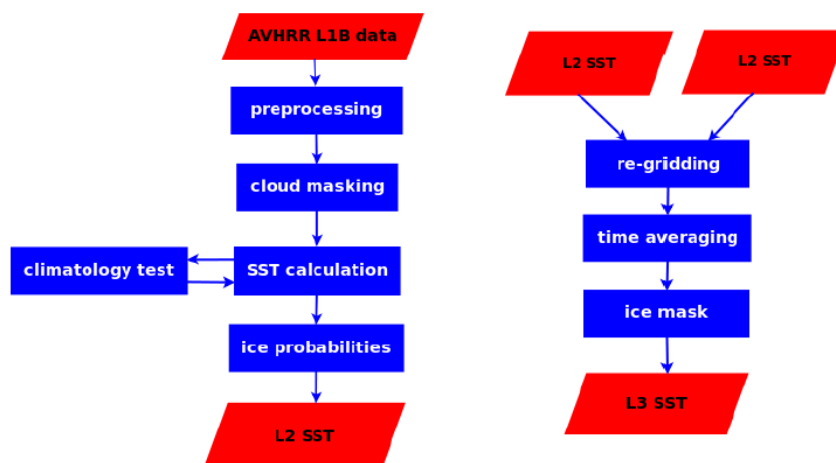 AVHRR L1B data
preprocessing
cloud masking
climatology test
SST calculation
ice probabilities
L2 SST
L2 SST
L2 SST
re-gridding
time averaging
ice mask
L3 SST